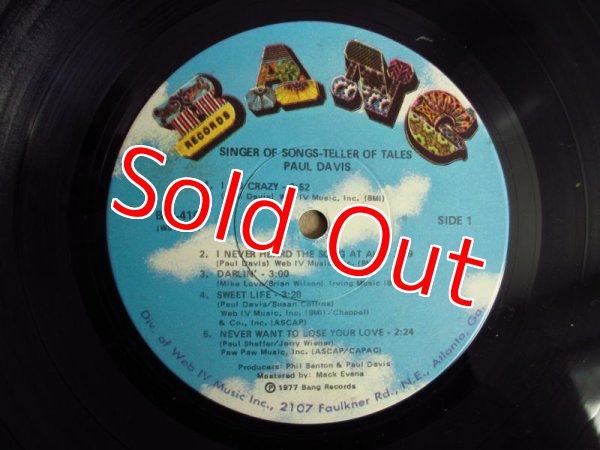 BANG
RECORDS
SINGER OF SONGS-TELLER OF TALES
PAUL DAVIS
CRAZY - :52
Music, Inc. (BMI)
SIDE 1
2. I NEVER HEARD THE SONG AT
(Paul Davis) Web IV Music, Inc.
3. DARLIN' - 3:00
(Mike Love/Brian Wilson) Irving Music
4. SWEET LIFE - 3:28
(Paul Davis/Susan Collins)
Web IV Music, Inc. (BMI)/Chappel
& Co., Inc. (ASCAP)
5. NEVER WANT TO LOSE YOUR LOVE - 2:24
(Paul Shaffer/Jerry Wiener)
Paw Paw Music, Inc. (ASCAP/CAPAC)
Producers: Phil Benton & Paul Davis
Mastered by: Mack Evans
Ⓟ 1977 Bang Records
Div. of Web IV Music Inc., 2107 Faulkner Rd., N.E., Atlanta, Ga.
Sold Out